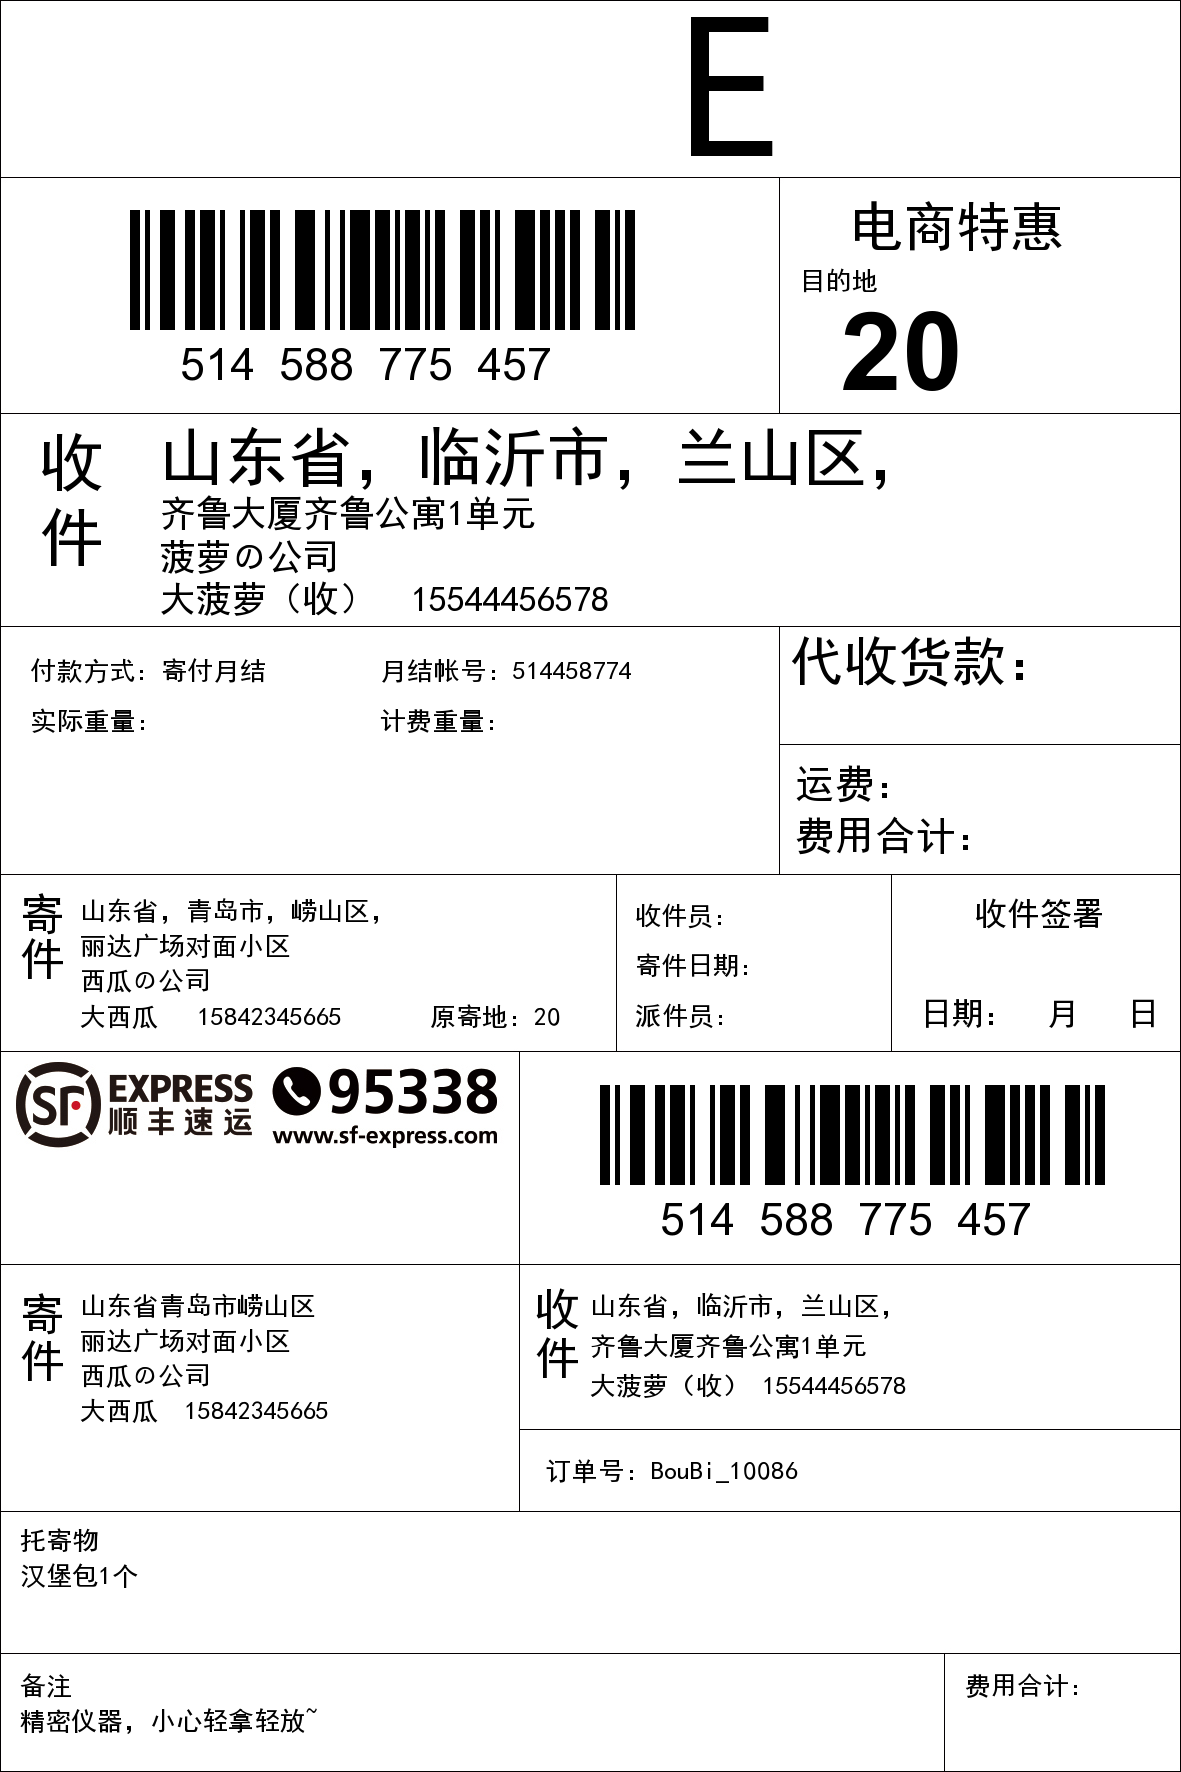 E
514 588 775 457
电商特惠
目的地
20
收件
山东省，临沂市，兰山区，
齐鲁大厦齐鲁公寓1单元
菠萝の公司
大菠萝（收） 15544456578
付款方式：寄付月结 月结帐号：514458774
实际重量： 计费重量：
代收货款：
运费：
费用合计：
寄件
山东省，青岛市，崂山区，
丽达广场对面小区
西瓜の公司
大西瓜 15842345665 原寄地：20
收件员：
寄件日期：
派件员：
收件签署
日期： 月 日
SF EXPRESS
顺丰速运
95338
www.sf-express.com
514 588 775 457
寄件
山东省青岛市崂山区
丽达广场对面小区
西瓜の公司
大西瓜 15842345665
收件
山东省，临沂市，兰山区，
齐鲁大厦齐鲁公寓1单元
大菠萝（收） 15544456578
订单号：BouBi_10086
托寄物
汉堡包1个
备注
精密仪器，小心轻拿轻放~
费用合计：